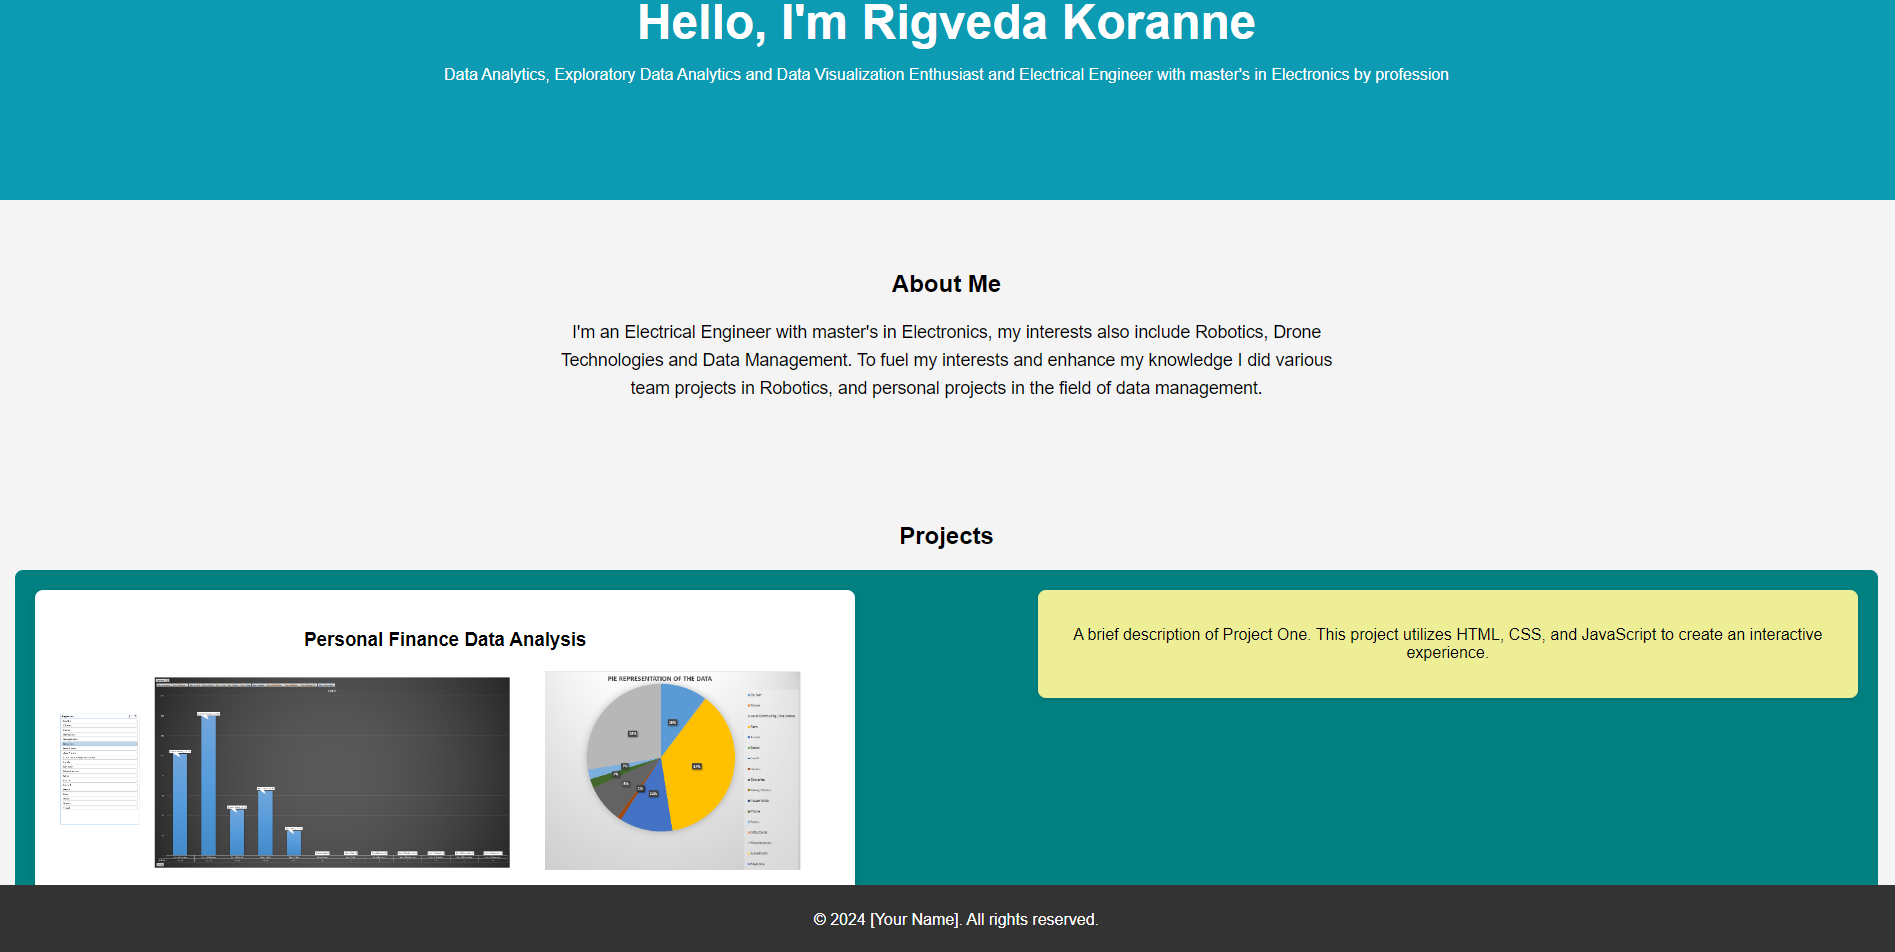 Hello, I'm Rigveda Koranne
Data Analytics, Exploratory Data Analytics and Data Visualization Enthusiast and Electrical Engineer with master's in Electronics by profession
About Me
I'm an Electrical Engineer with master's in Electronics, my interests also include Robotics, Drone
Technologies and Data Management. To fuel my interests and enhance my knowledge I did various
team projects in Robotics, and personal projects in the field of data management.
Projects
Personal Finance Data Analysis
PIE REPRESENTATION OF THE DATA
A brief description of Project One. This project utilizes HTML, CSS, and JavaScript to create an interactive
experience.
© 2024 [Your Name]. All rights reserved.